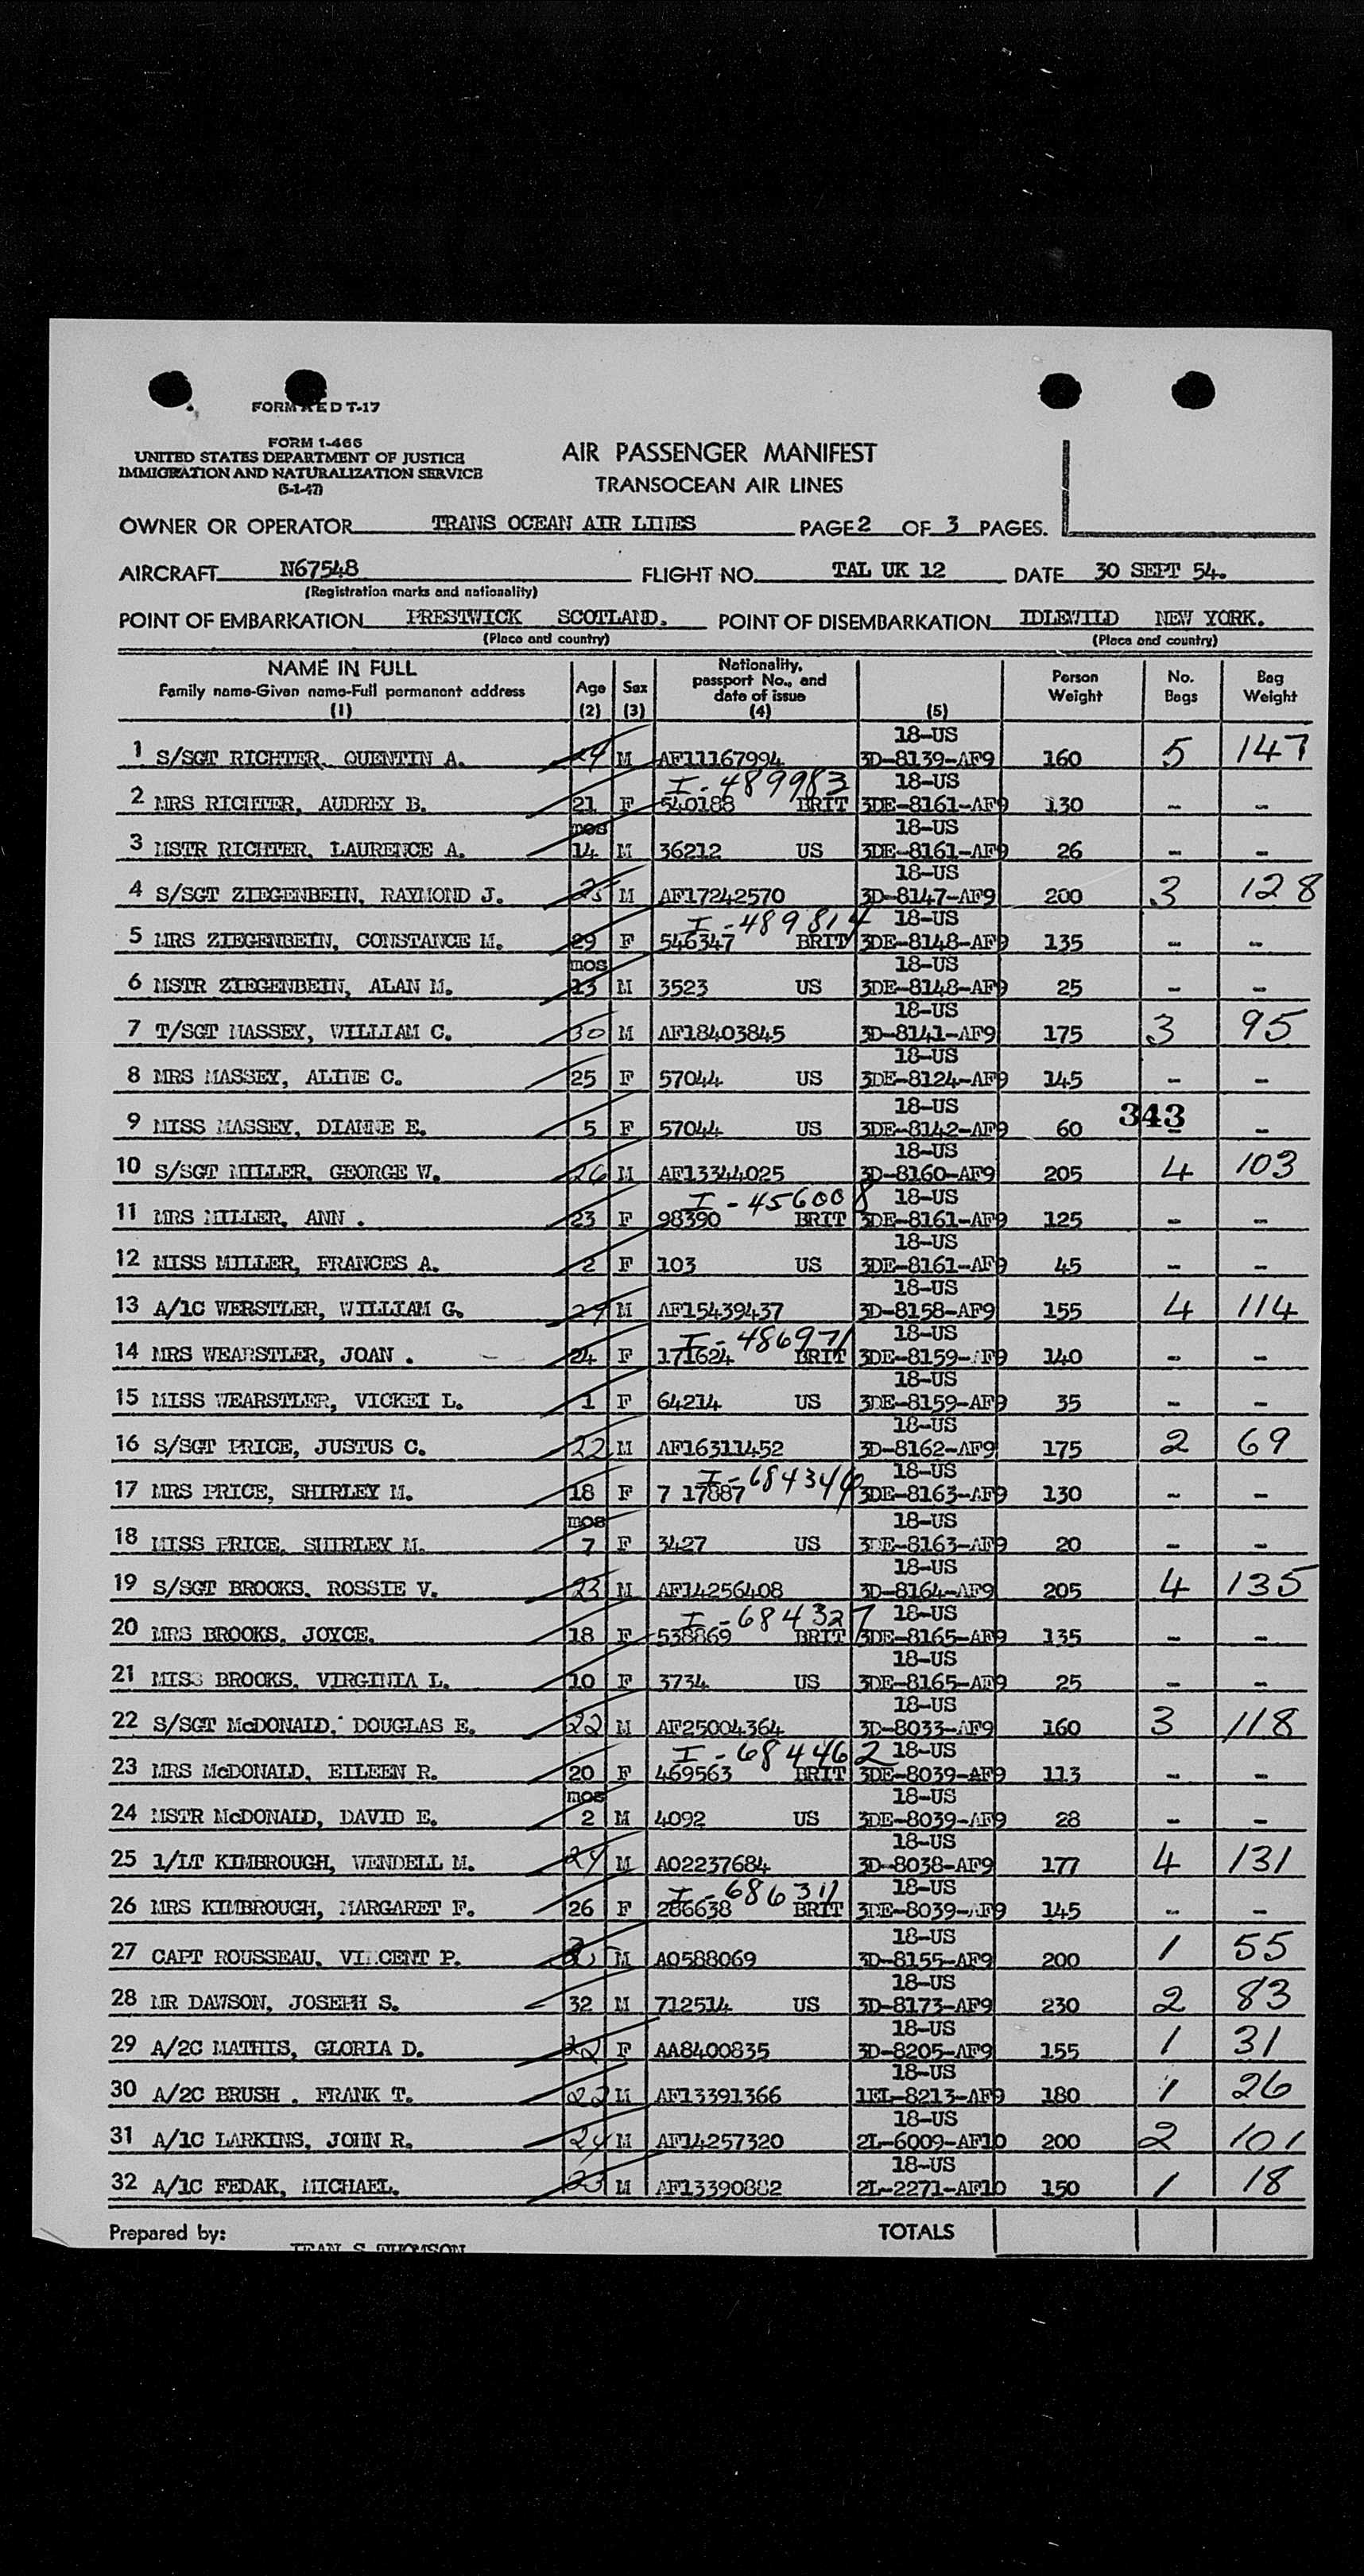 FORM A E D T-17
FORM 1-466
UNITED STATES DEPARTMENT OF JUSTICE
IMMIGRATION AND NATURALIZATION SERVICE
(5-1-47)
AIR PASSENGER MANIFEST
TRANSOCEAN AIR LINES
OWNER OR OPERATOR TRANS OCEAN AIR LINES PAGE 2 OF 3 PAGES.
AIRCRAFT N67548 FLIGHT NO. TAL UK 12 DATE 30 SEPT 54.
(Registration marks and nationality)
POINT OF EMBARKATION PRESTWICK SCOTLAND. POINT OF DISEMBARKATION IDLEWILD NEW YORK.
(Place and country) (Place and country)
NAME IN FULL Family name-Given name-Full permanent address (1) Age (2) Sex (3) Nationality, passport No., and date of issue (4) (5) Person Weight No. Bags Bag Weight
18-US
1 S/SGT RICHTER, QUENTIN A. 24 M AF11167994 3D-8139-AF9 160 5 147
I-489983 18-US
2 MRS RICHTER, AUDREY B. 21 F 540188 BRIT 3DE-8161-AF9 130 - -
mos 18-US
3 MSTR RICHTER, LAURENCE A. 14 M 36212 US 3DE-8161-AF9 26 - -
18-US
4 S/SGT ZIEGENBEIN, RAYMOND J. 25 M AF17242570 3D-8147-AF9 200 3 128
I-489814 18-US
5 MRS ZIEGENBEIN, CONSTANCE M. 29 F 546347 BRIT 3DE-8148-AF9 135 - -
mos 18-US
6 MSTR ZIEGENBEIN, ALAN M. 13 M 3523 US 3DE-8148-AF9 25 - -
18-US
7 T/SGT MASSEY, WILLIAM C. 30 M AF18403845 3D-8141-AF9 175 3 95
18-US
8 MRS MASSEY, ALINE C. 25 F 57044 US 3DE-8124-AF9 145 - -
18-US 343
9 MISS MASSEY, DIANNE E. 5 F 57044 US 3DE-8142-AF9 60 - -
18-US
10 S/SGT MILLER, GEORGE W. 26 M AF13344025 3D-8160-AF9 205 4 103
I-456008 18-US
11 MRS MILLER, ANN . 23 F 98390 BRIT 3DE-8161-AF9 125 - -
18-US
12 MISS MILLER, FRANCES A. 2 F 103 US 3DE-8161-AF9 45 - -
18-US
13 A/1C WERSTLER, WILLIAM G. 24 M AF15439437 3D-8158-AF9 155 4 114
I-486971 18-US
14 MRS WEARSTLER, JOAN . 24 F 171624 BRIT 3DE-8159-AF9 140 - -
18-US
15 MISS WEARSTLER, VICKEI L. 1 F 64214 US 3DE-8159-AF9 35 - -
18-US
16 S/SGT PRICE, JUSTUS C. 22 M AF16311452 3D-8162-AF9 175 2 69
I-684346 18-US
17 MRS PRICE, SHIRLEY M. 18 F 7 17887 3DE-8163-AF9 130 - -
mos 18-US
18 MISS PRICE, SHIRLEY M. 7 F 3427 US 3DE-8163-AF9 20 - -
18-US
19 S/SGT BROOKS. ROSSIE V. 23 M AF14256408 3D-8164-AF9 205 4 135
I-684327 18-US
20 MRS BROOKS, JOYCE. 18 F 538869 BRIT 3DE-8165-AF9 135 - -
18-US
21 MISS BROOKS. VIRGINIA L. 10 F 3734 US 3DE-8165-AF9 25 - -
18-US
22 S/SGT McDONALD, DOUGLAS E. 22 M AF25004364 3D-8033-AF9 160 3 118
I-684462 18-US
23 MRS McDONALD, EILEEN R. 20 F 469563 BRIT 3DE-8039-AF9 113 - -
mos 18-US
24 MSTR McDONALD, DAVID E. 2 M 4092 US 3DE-8039-AF9 28 - -
18-US
25 1/LT KIMBROUGH, WENDELL M. 24 M AO2237684 3D-8038-AF9 177 4 131
I-686311 18-US
26 MRS KIMBROUGH, MARGARET F. 26 F 286638 BRIT 3DE-8039-AF9 145 - -
18-US
27 CAPT ROUSSEAU. VINCENT P. M AO588069 3D-8155-AF9 200 1 55
18-US
28 MR DAWSON, JOSEPH S. 32 M 712514 US 3D-8173-AF9 230 2 83
18-US
29 A/2C MATHIS, GLORIA D. 22 F AA8400835 3D-8205-AF9 155 1 31
18-US
30 A/2C BRUSH . FRANK T. 22 M AF13391366 1EL-8213-AF9 180 1 26
18-US
31 A/1C LARKINS, JOHN R. 24 M AF14257320 2L-6009-AF10 200 2 101
18-US
32 A/1C FEDAK, MICHAEL. 23 M AF13390882 2L-2271-AF10 150 1 18
Prepared by: TOTALS
JEAN S THOMSON